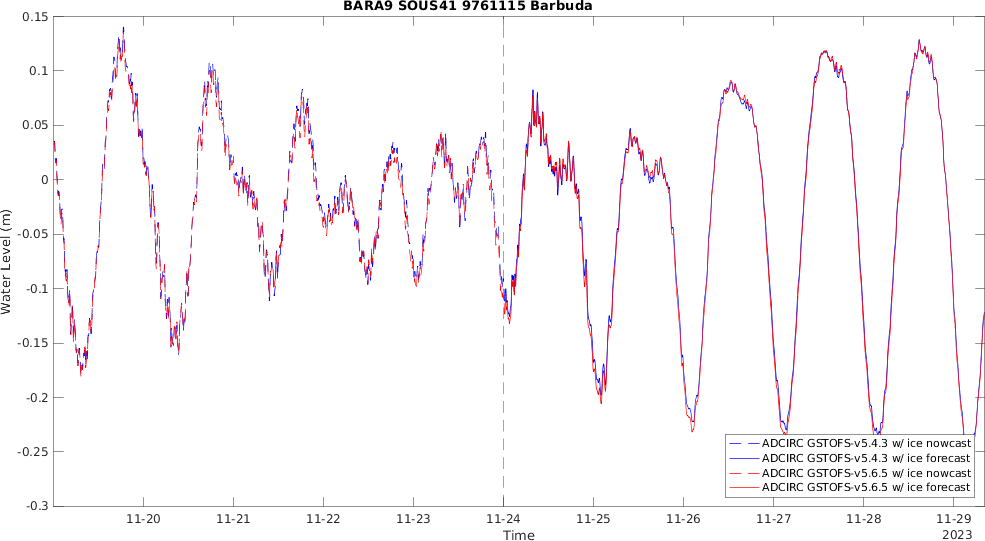 BARA9 SOUS41 9761115 Barbuda
0.15
0.1
0.05
0
-0.05
-0.1
-0.15
-0.2
-0.25
-0.3
Water Level (m)
11-20 11-21 11-22 11-23 11-24 11-25 11-26 11-27 11-28 11-29
Time
2023
ADCIRC GSTOFS-v5.4.3 w/ ice nowcast
ADCIRC GSTOFS-v5.4.3 w/ ice forecast
ADCIRC GSTOFS-v5.6.5 w/ ice nowcast
ADCIRC GSTOFS-v5.6.5 w/ ice forecast